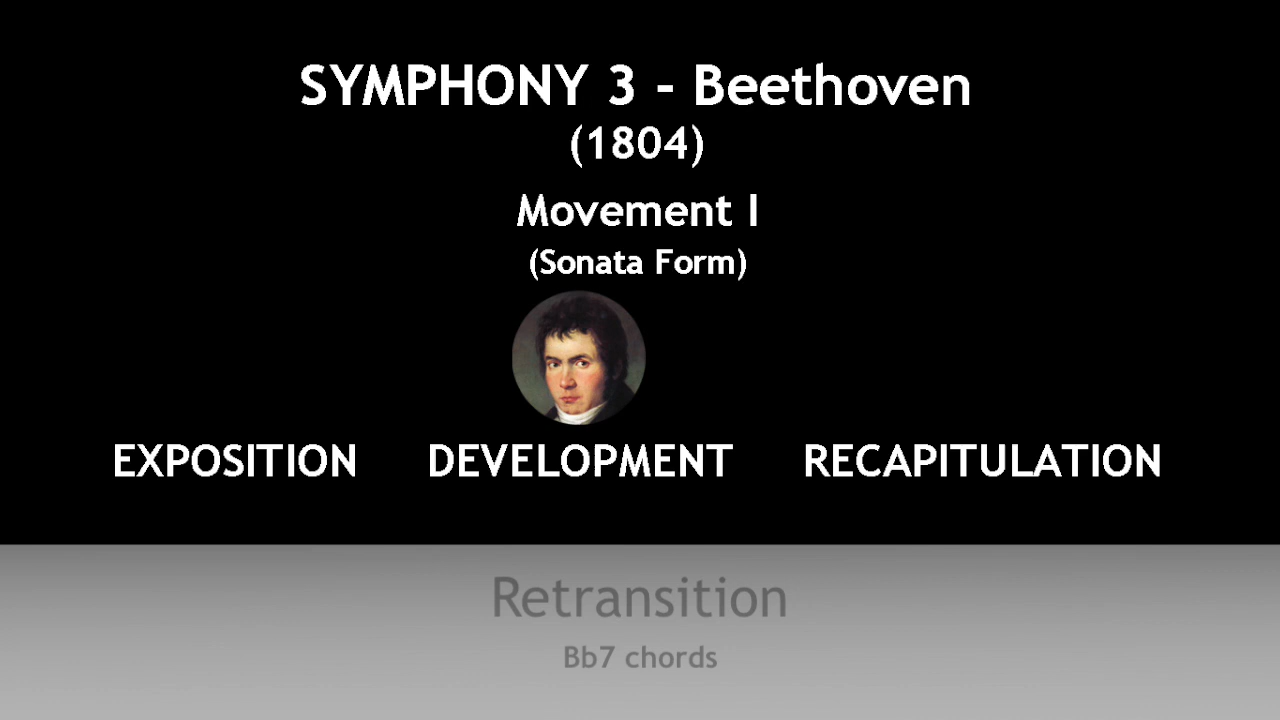 SYMPHONY 3 - Beethoven
(1804)
Movement I
(Sonata Form)
EXPOSITION DEVELOPMENT RECAPITULATION
Retransition
Bb7 chords